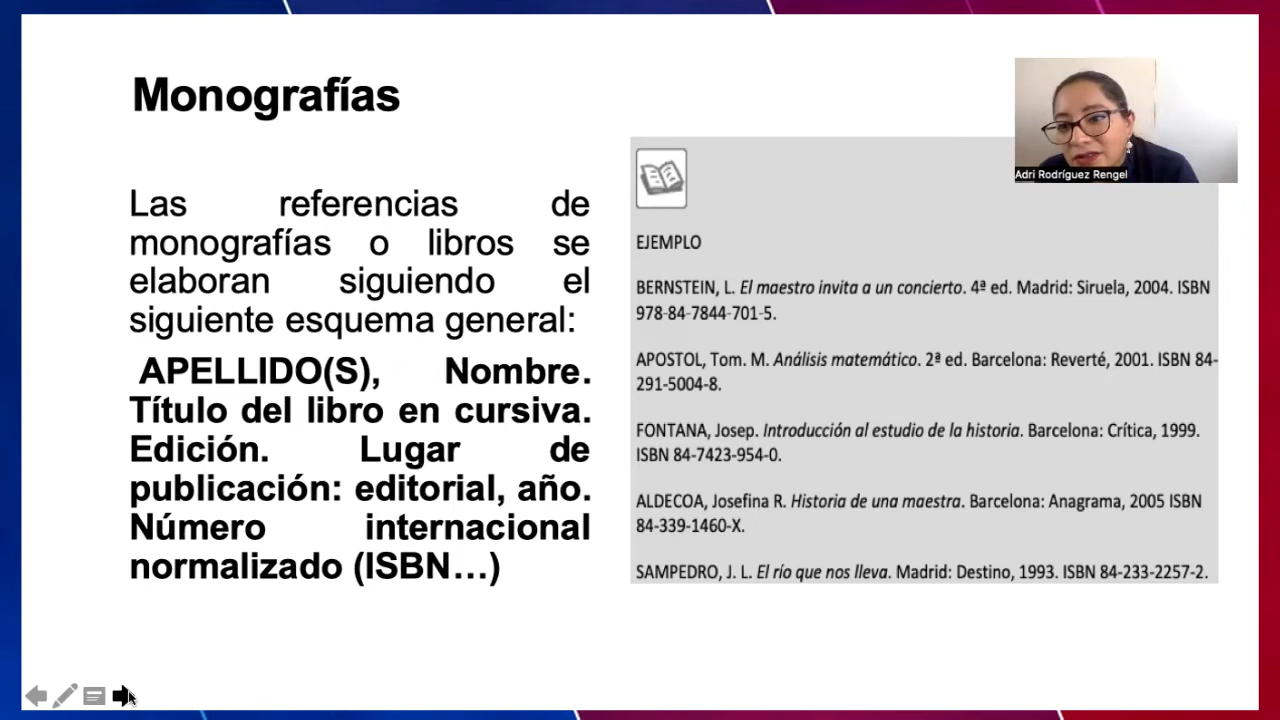 Monografías
Las referencias de
monografías o libros se
elaboran siguiendo el
siguiente esquema general:
APELLIDO(S), Nombre.
Título del libro en cursiva.
Edición. Lugar de
publicación: editorial, año.
Número internacional
normalizado (ISBN…)
Adri Rodríguez Rengel
EJEMPLO
BERNSTEIN, L. El maestro invita a un concierto. 4ª ed. Madrid: Siruela, 2004. ISBN
978-84-7844-701-5.
APOSTOL, Tom. M. Análisis matemático. 2ª ed. Barcelona: Reverté, 2001. ISBN 84-
291-5004-8.
FONTANA, Josep. Introducción al estudio de la historia. Barcelona: Crítica, 1999.
ISBN 84-7423-954-0.
ALDECOA, Josefina R. Historia de una maestra. Barcelona: Anagrama, 2005 ISBN
84-339-1460-X.
SAMPEDRO, J. L. El río que nos lleva. Madrid: Destino, 1993. ISBN 84-233-2257-2.